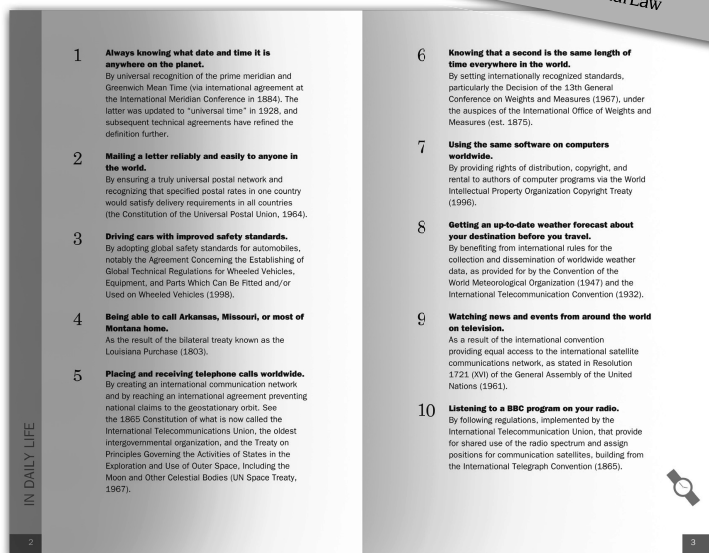 1
Always knowing what date and time it is
anywhere on the planet.
By universal recognition of the prime meridian and
Greenwich Mean Time (via international agreement at
the International Meridian Conference in 1884). The
latter was updated to “universal time” in 1928, and
subsequent technical agreements have refined the
definition further.
2
Mailing a letter reliably and easily to anyone in
the world.
By ensuring a truly universal postal network and
recognizing that specified postal rates in one country
would satisfy delivery requirements in all countries
(the Constitution of the Universal Postal Union, 1964).
3
Driving cars with improved safety standards.
By adopting global safety standards for automobiles,
notably the Agreement Concerning the Establishing of
Global Technical Regulations for Wheeled Vehicles,
Equipment, and Parts Which Can Be Fitted and/or
Used on Wheeled Vehicles (1998).
4
Being able to call Arkansas, Missouri, or most of
Montana home.
As the result of the bilateral treaty known as the
Louisiana Purchase (1803).
5
Placing and receiving telephone calls worldwide.
By creating an international communication network
and by reaching an international agreement preventing
national claims to the geostationary orbit. See
the 1865 Constitution of what is now called the
International Telecommunications Union, the oldest
intergovernmental organization, and the Treaty on
Principles Governing the Activities of States in the
Exploration and Use of Outer Space, Including the
Moon and Other Celestial Bodies (UN Space Treaty,
1967).
IN DAILY LIFE
2
6
Knowing that a second is the same length of
time everywhere in the world.
By setting internationally recognized standards,
particularly the Decision of the 13th General
Conference on Weights and Measures (1967), under
the auspices of the International Office of Weights and
Measures (est. 1875).
7
Using the same software on computers
worldwide.
By providing rights of distribution, copyright, and
rental to authors of computer programs via the World
Intellectual Property Organization Copyright Treaty
(1996).
8
Getting an up-to-date weather forecast about
your destination before you travel.
By benefiting from international rules for the
collection and dissemination of worldwide weather
data, as provided for by the Convention of the
World Meteorological Organization (1947) and the
International Telecommunication Convention (1932).
9
Watching news and events from around the world
on television.
As a result of the international convention
providing equal access to the international satellite
communications network, as stated in Resolution
1721 (XVI) of the General Assembly of the United
Nations (1961).
10
Listening to a BBC program on your radio.
By following regulations, implemented by the
International Telecommunication Union, that provide
for shared use of the radio spectrum and assign
positions for communication satellites, building from
the International Telegraph Convention (1865).
3
Law